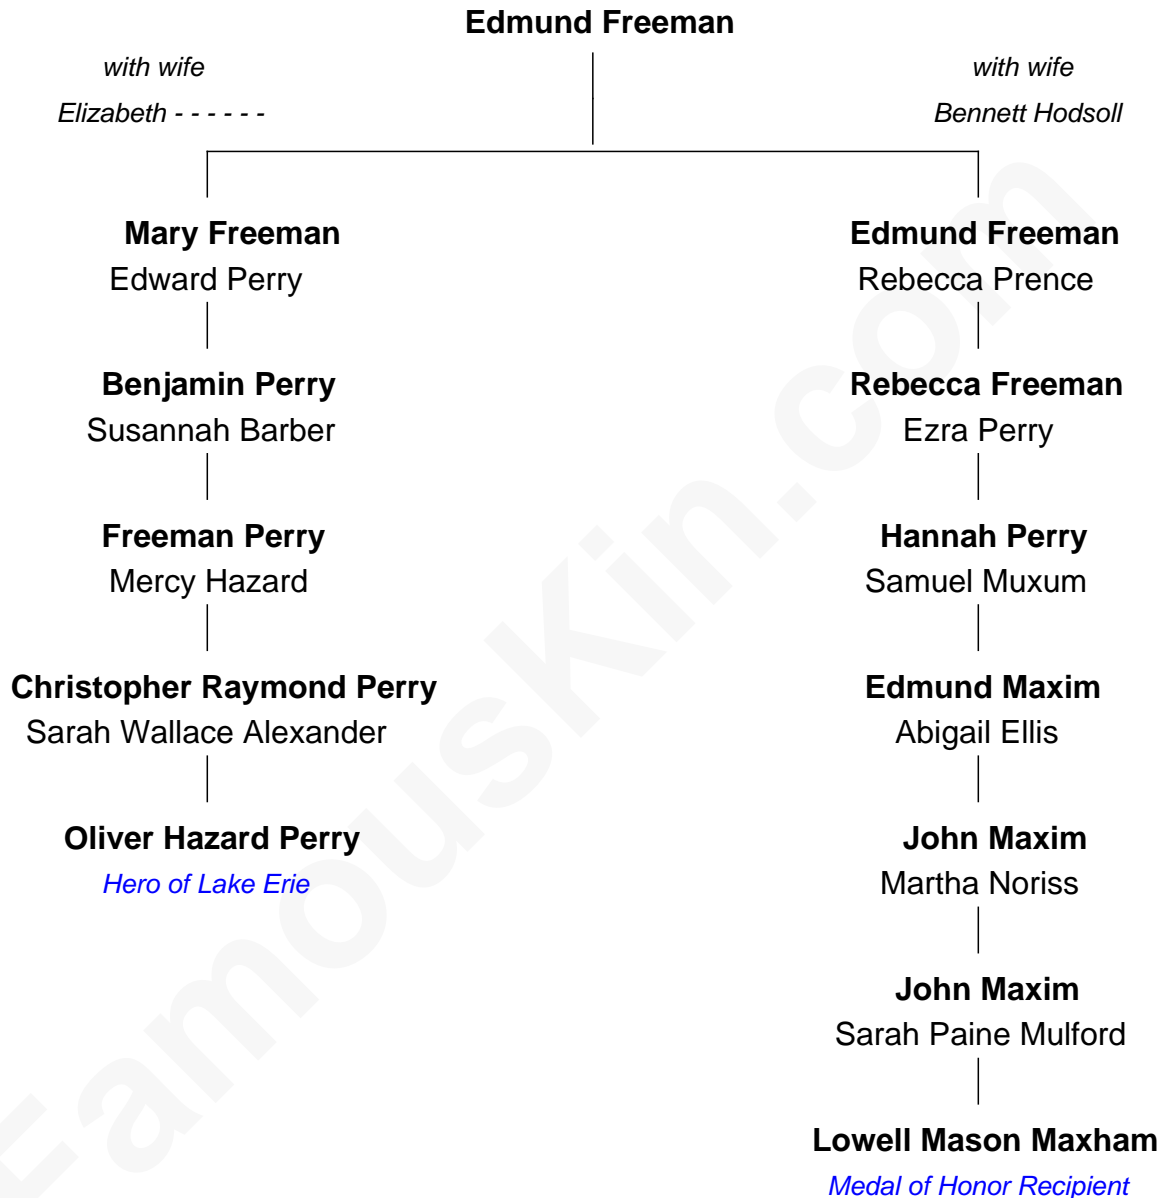 Edmund Freeman
with wife
Elizabeth - - - - - -
with wife
Bennett Hodsoll
Mary Freeman
Edward Perry
Benjamin Perry
Susannah Barber
Freeman Perry
Mercy Hazard
Christopher Raymond Perry
Sarah Wallace Alexander
Oliver Hazard Perry
Hero of Lake Erie
Edmund Freeman
Rebecca Prence
Rebecca Freeman
Ezra Perry
Hannah Perry
Samuel Muxum
Edmund Maxim
Abigail Ellis
John Maxim
Martha Noriss
John Maxim
Sarah Paine Mulford
Lowell Mason Maxham
Medal of Honor Recipient
FamousKin.com